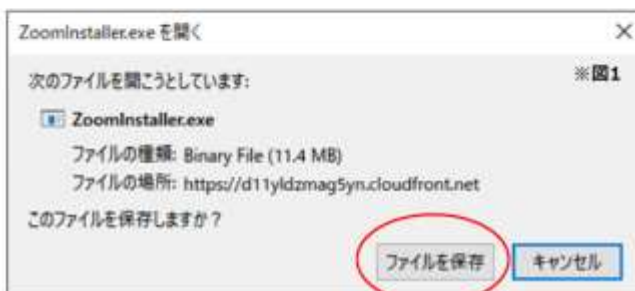 ZoomInstaller.exe を開く
次のファイルを開こうとしています:
※図1
ZoomInstaller.exe
ファイルの種類: Binary File (11.4 MB)
ファイルの場所: https://d11yldzmag5yn.cloudfront.net
このファイルを保存しますか？
ファイルを保存
キャンセル